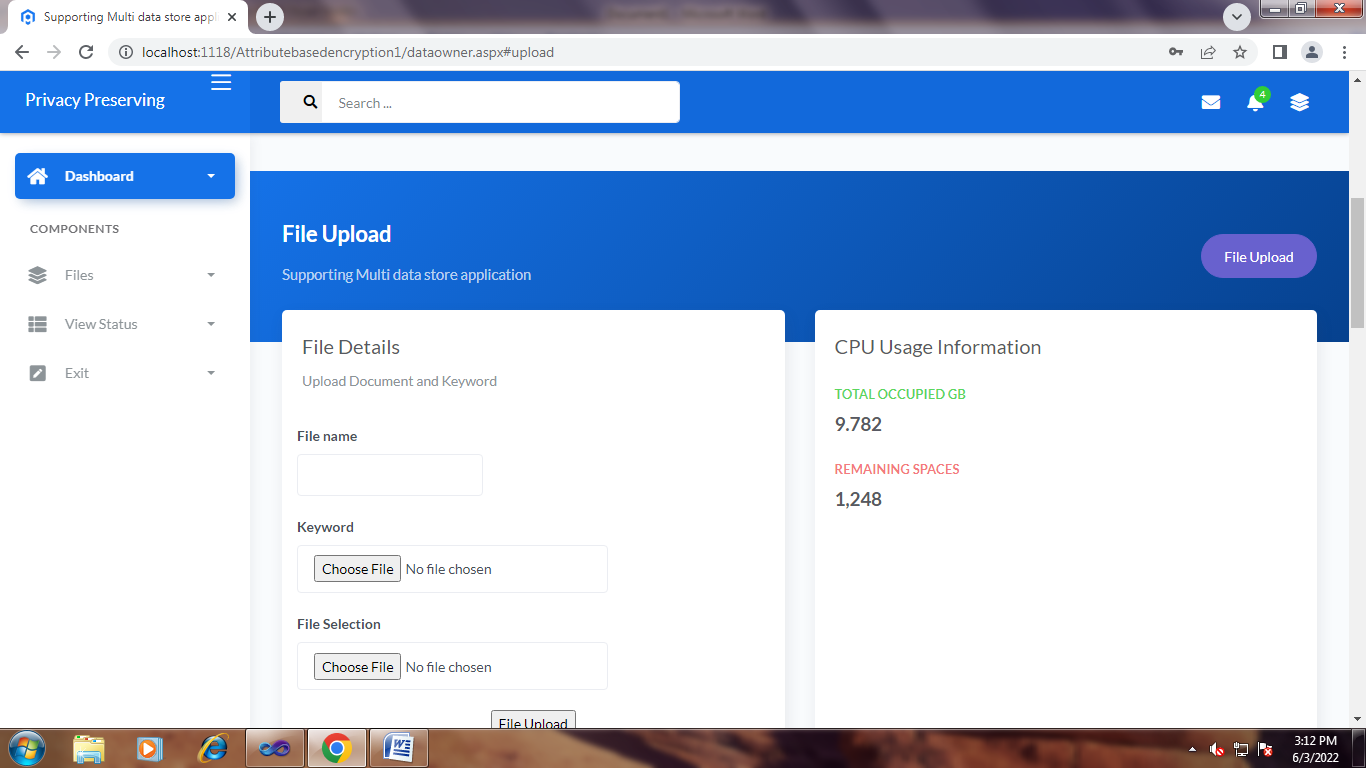 Supporting Multi data store appli
localhost:1118/Attributebasedencryption1/dataowner.aspx#upload
Privacy Preserving
Search ...
4
Dashboard
COMPONENTS
Files
View Status
Exit
File Upload
Supporting Multi data store application
File Upload
File Details
Upload Document and Keyword
File name
Keyword
Choose File No file chosen
File Selection
Choose File No file chosen
File Upload
CPU Usage Information
TOTAL OCCUPIED GB
9.782
REMAINING SPACES
1,248
3:12 PM
6/3/2022